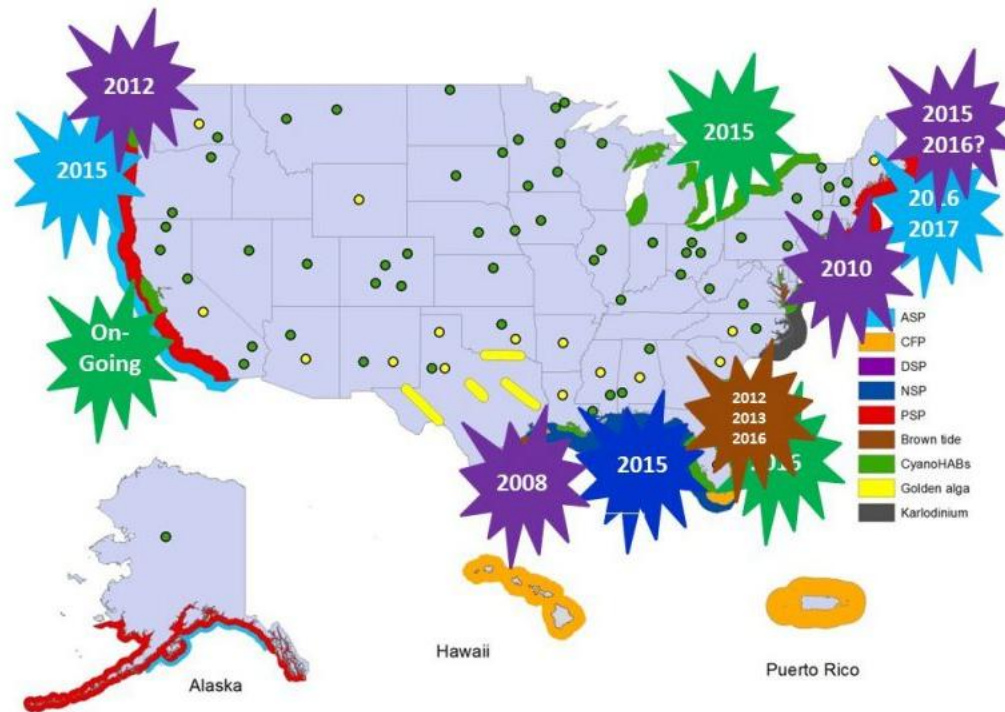 2012
2015
On-
Going
2015
2015
2016?
2016
2017
2010
2012
2013
2016
2008
2015
ASP
CFP
DSP
NSP
PSP
Brown tide
CyanoHABs
Golden alga
Karlodinium
Alaska
Hawaii
Puerto Rico